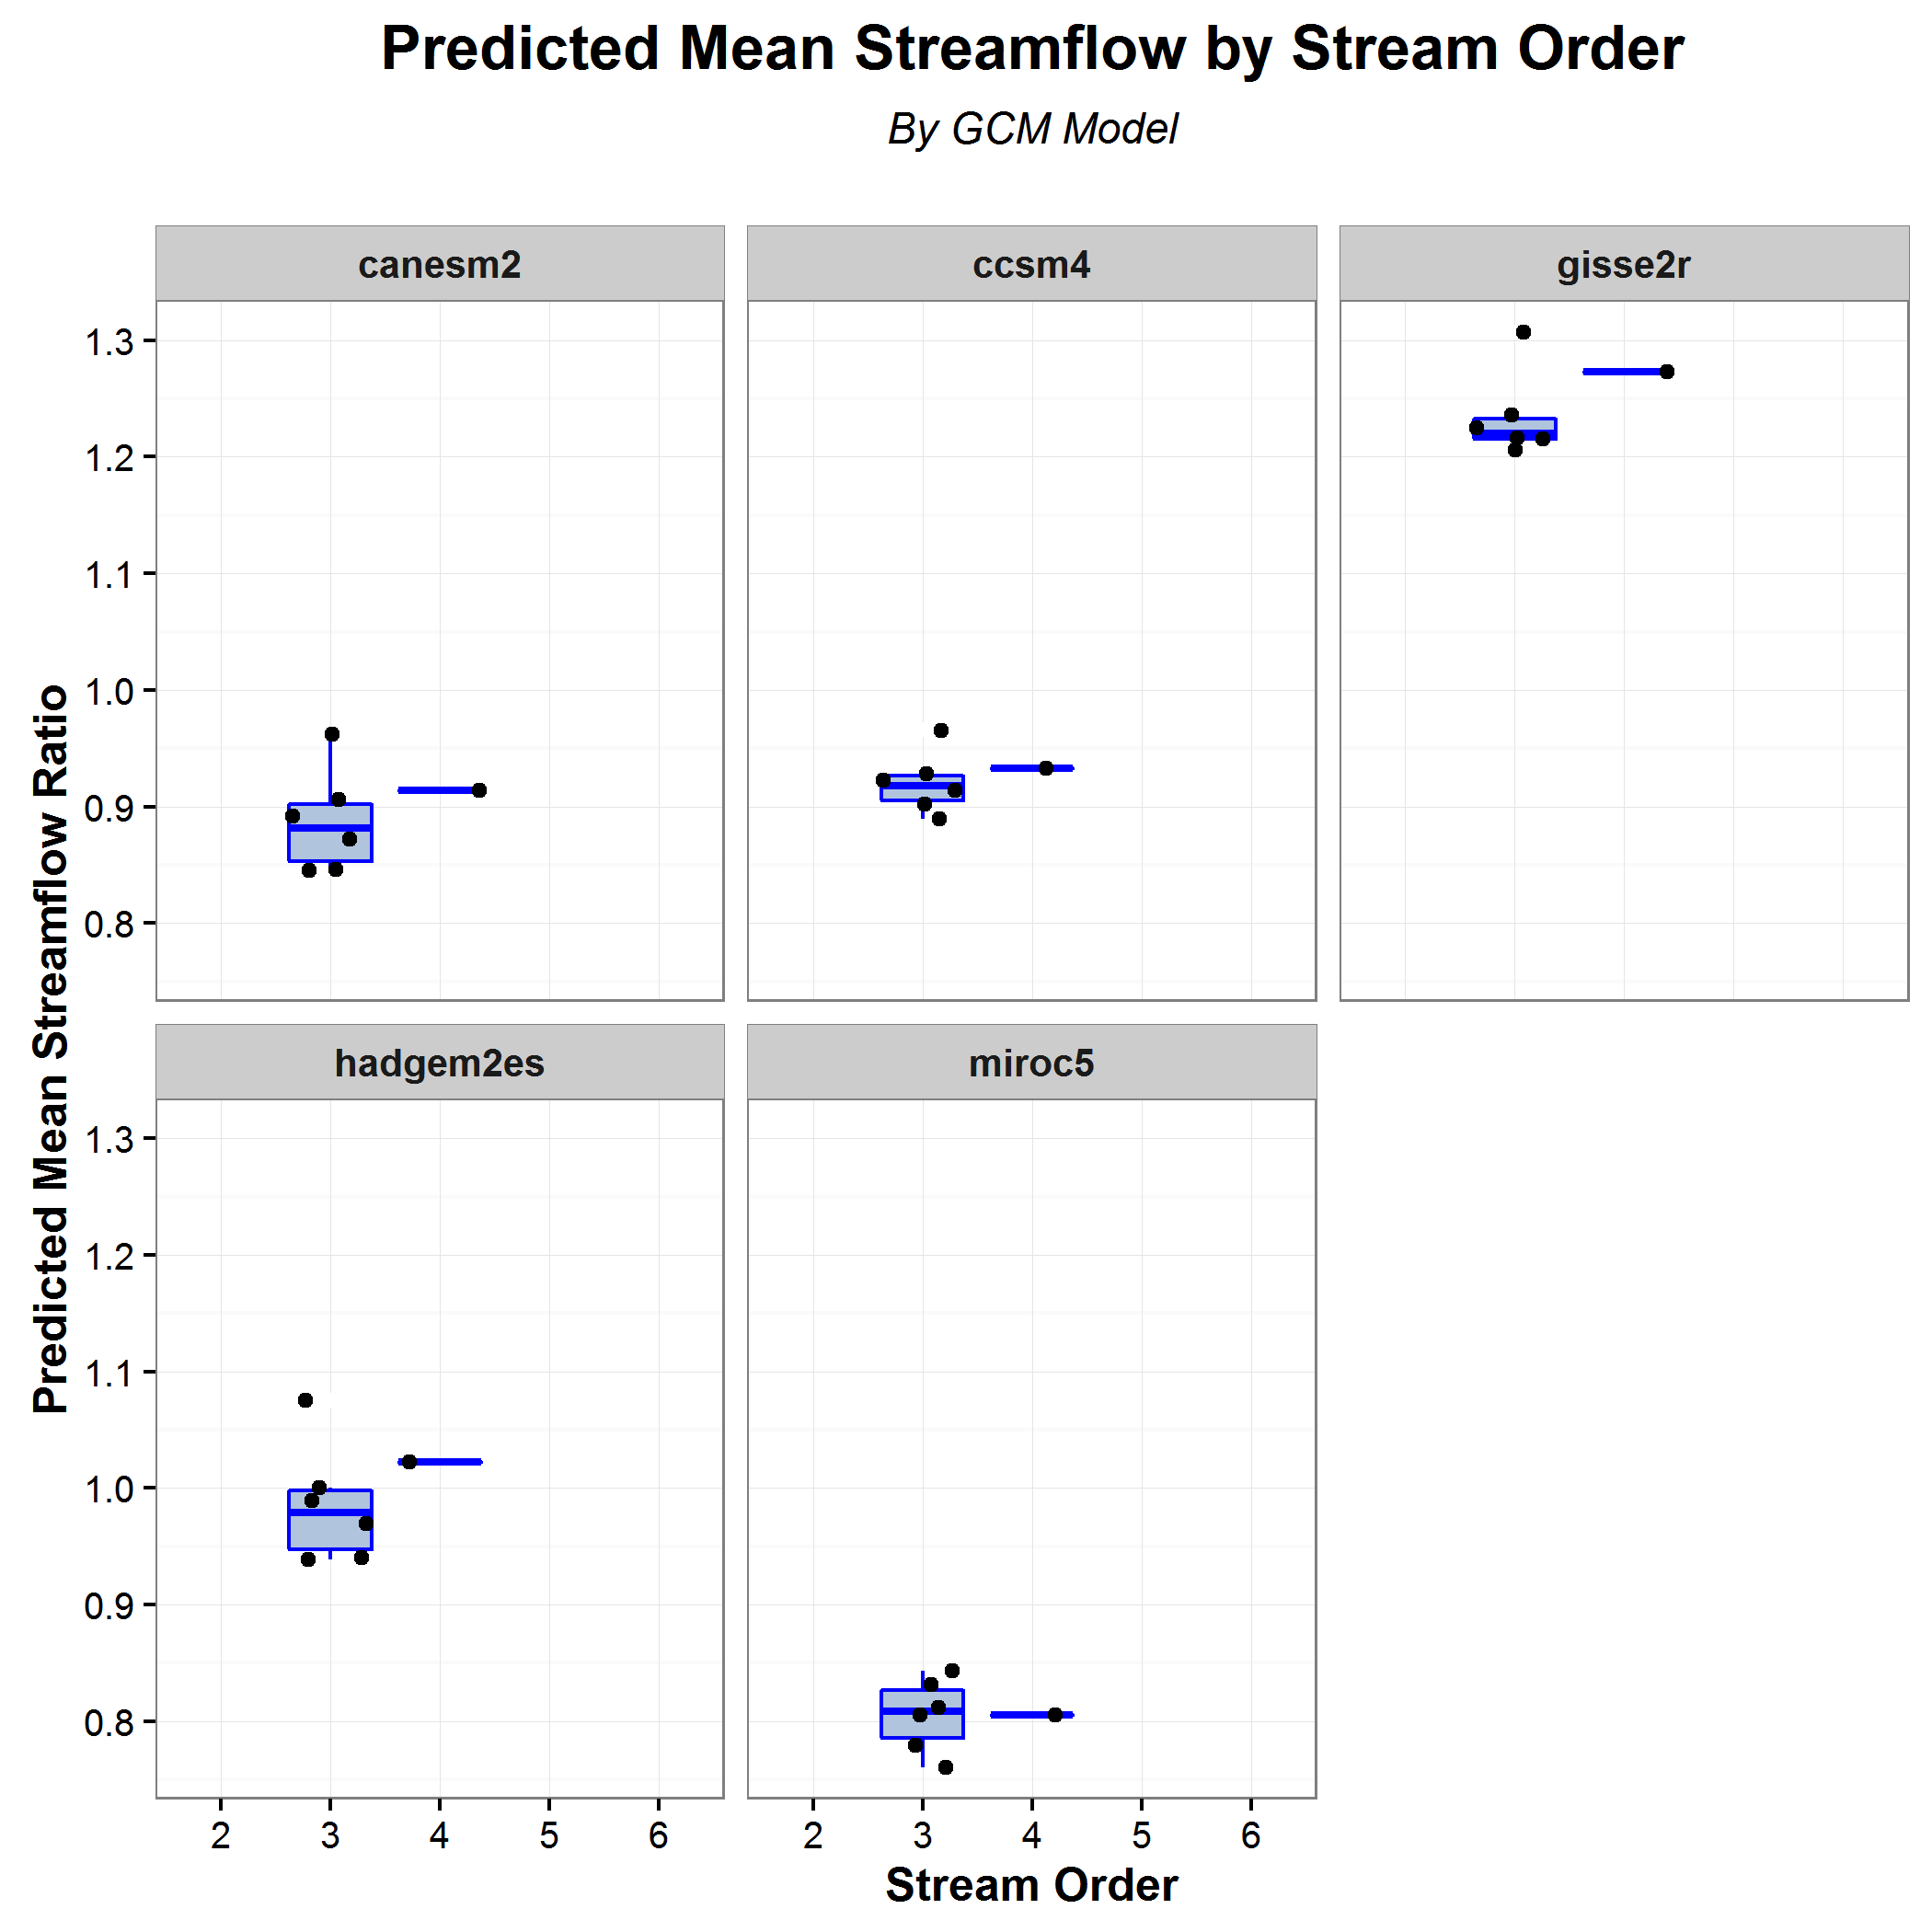 Predicted Mean Streamflow by Stream Order
By GCM Model
canesm2
ccsm4
gisse2r
1.3
1.2
1.1
1.0
0.9
0.8
Predicted Mean Streamflow Ratio
hadgem2es
miroc5
1.3
1.2
1.1
1.0
0.9
0.8
2 3 4 5 6
2 3 4 5 6
Stream Order